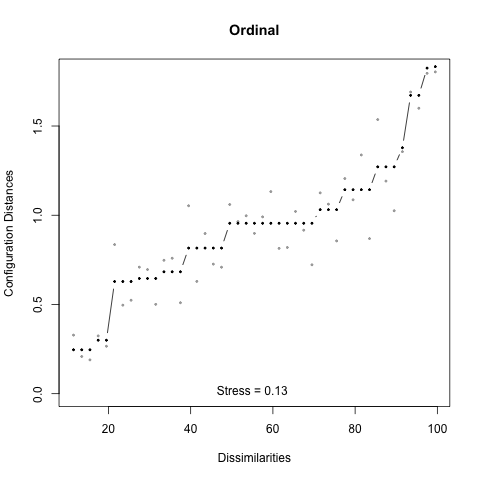 Ordinal
Configuration Distances
1.5
1.0
0.5
0.0
Stress = 0.13
20 40 60 80 100
Dissimilarities